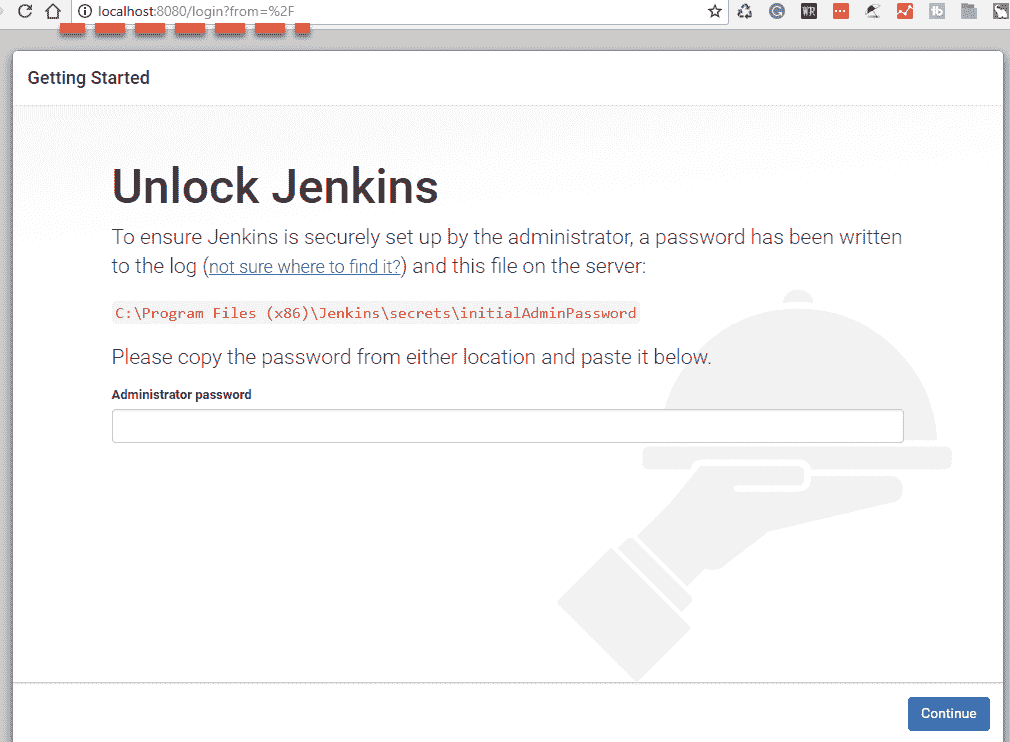 localhost:8080/login?from=%2F
WR
tb
Getting Started
Unlock Jenkins
To ensure Jenkins is securely set up by the administrator, a password has been written
to the log (not sure where to find it?) and this file on the server:
C:\Program Files (x86)\Jenkins\secrets\initialAdminPassword
Please copy the password from either location and paste it below.
Administrator password
Continue